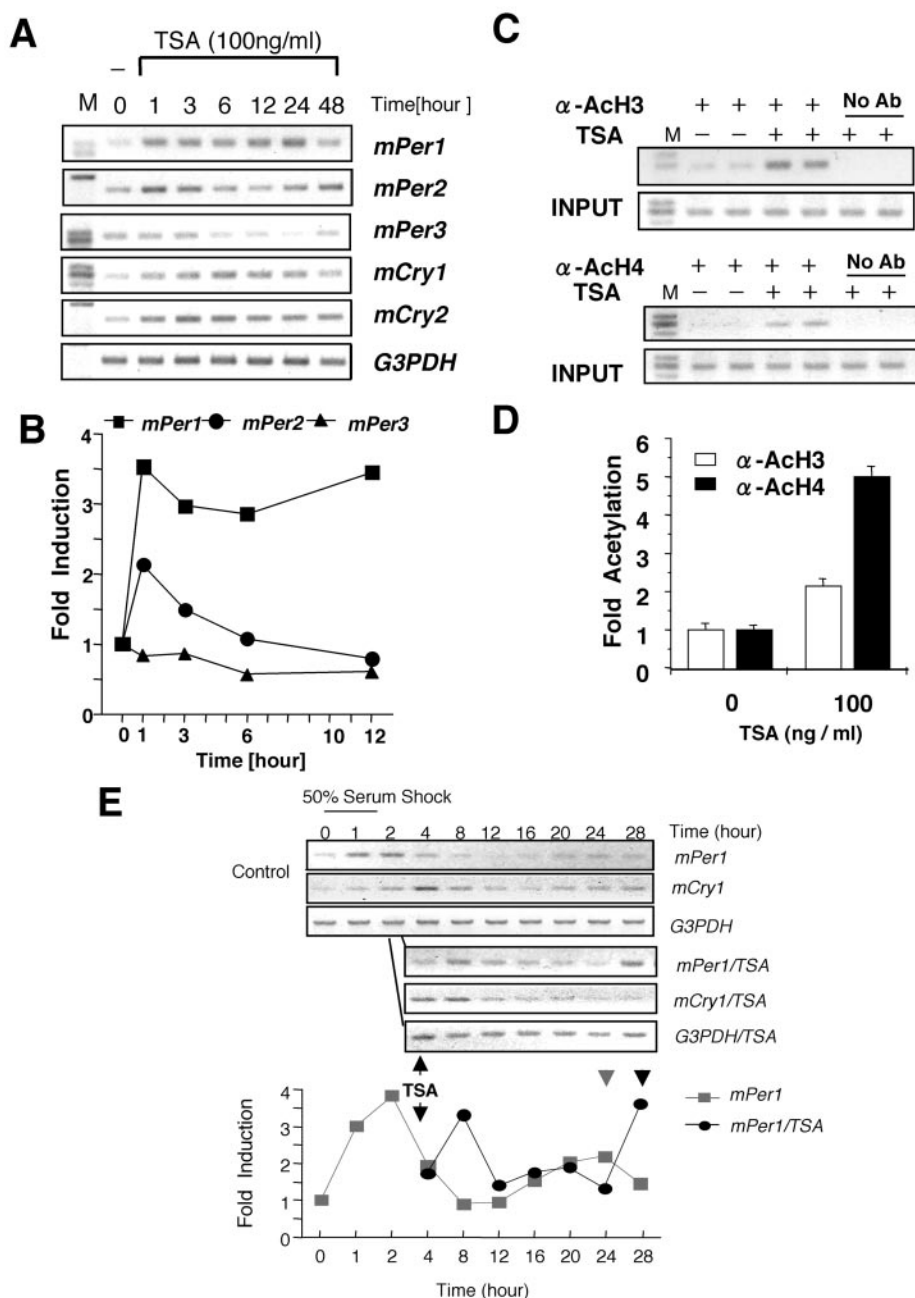 A
TSA (100ng/ml)
–
M 0 1 3 6 12 24 48 Time[hour ]
mPer1
mPer2
mPer3
mCry1
mCry2
G3PDH
B
mPer1 mPer2 mPer3
4
3
2
1
0
Fold Induction
0 1 3 6 10 12
Time [hour]
C
α-AcH3 + + + + No Ab
TSA M – – + + + +
INPUT
α-AcH4 + + + + No Ab
TSA M – – + + + +
INPUT
D
6
5
4
3
2
1
0
Fold Acetylation
α-AcH3
α-AcH4
0 100
TSA (ng / ml)
E
50% Serum Shock
0 1 2 4 8 12 16 20 24 28 Time (hour)
Control
mPer1
mCry1
G3PDH
mPer1/TSA
mCry1/TSA
G3PDH/TSA
TSA
mPer1
mPer1/TSA
4
3
2
1
0
Fold Induction
0 1 2 4 8 12 16 20 24 28
Time (hour)